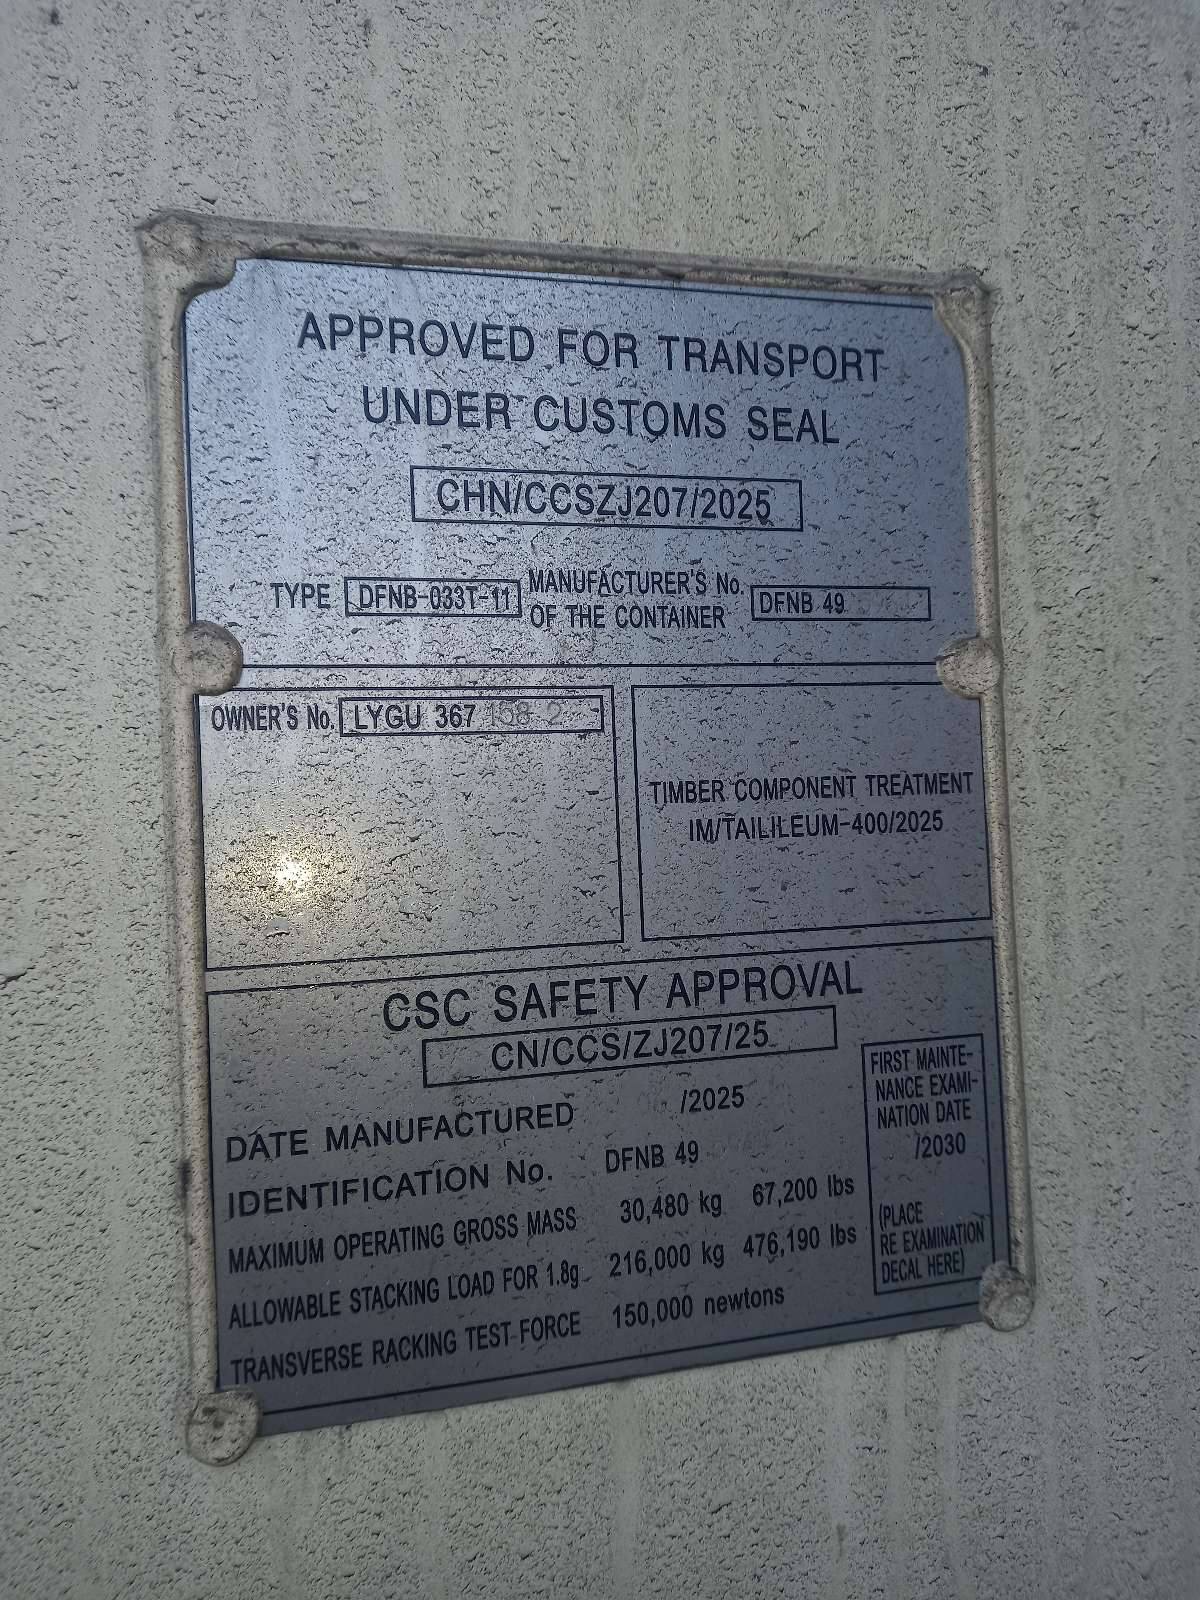 APPROVED FOR TRANSPORT
UNDER CUSTOMS SEAL
CHN/CCSZJ207/2025
TYPE DFNB-033T-11 MANUFACTURER'S No. OF THE CONTAINER DFNB 49
OWNER'S No. LYGU 367 158 2
TIMBER COMPONENT TREATMENT
IM/TAILILEUM-400/2025
CSC SAFETY APPROVAL
CN/CCS/ZJ207/25
DATE MANUFACTURED /2025
IDENTIFICATION No. DFNB 49
MAXIMUM OPERATING GROSS MASS 30,480 kg 67,200 lbs
ALLOWABLE STACKING LOAD FOR 1.8g 216,000 kg 476,190 lbs
TRANSVERSE RACKING TEST FORCE 150,000 newtons
FIRST MAINTE-
NANCE EXAMI-
NATION DATE
/2030
(PLACE
RE EXAMINATION
DECAL HERE)